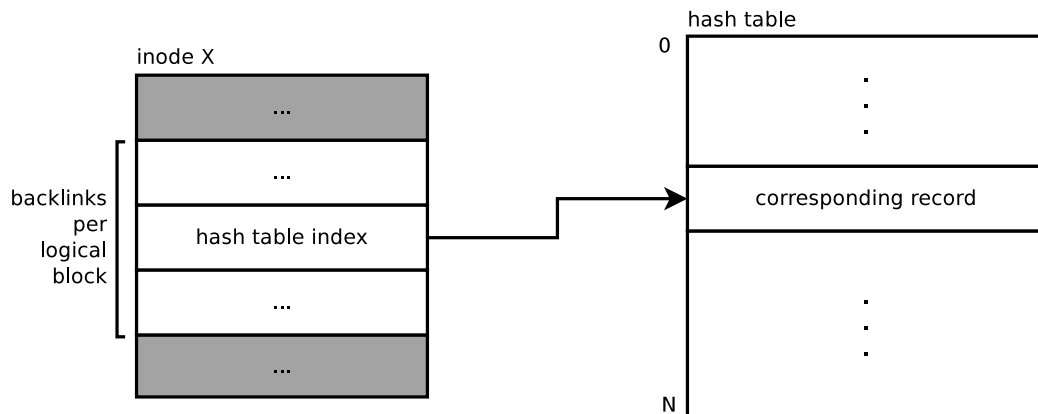 inode X
...
...
hash table index
...
...
backlinks
per
logical
block
hash table
0
.
.
.
corresponding record
.
.
.
N